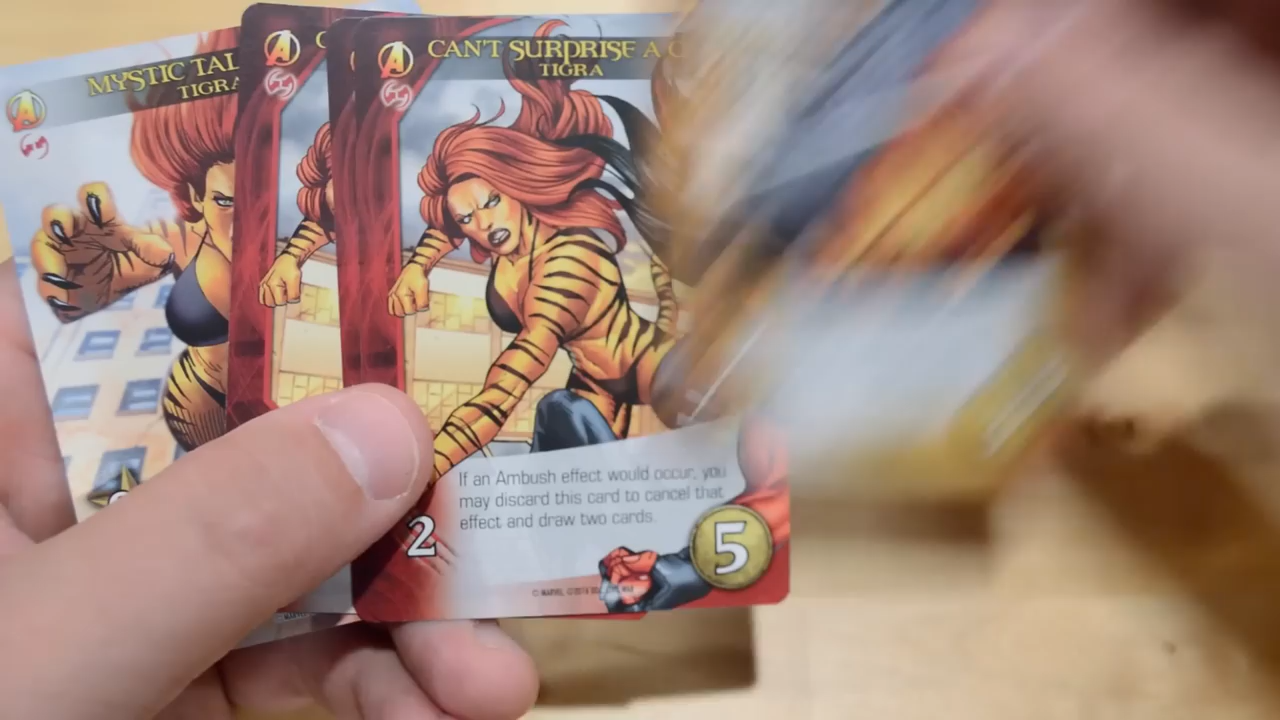 MYSTIC TAL
TIGRA
CAN'T SURPRISE A
TIGRA
If an Ambush effect would occur, you
may discard this card to cancel that
effect and draw two cards.
2
5